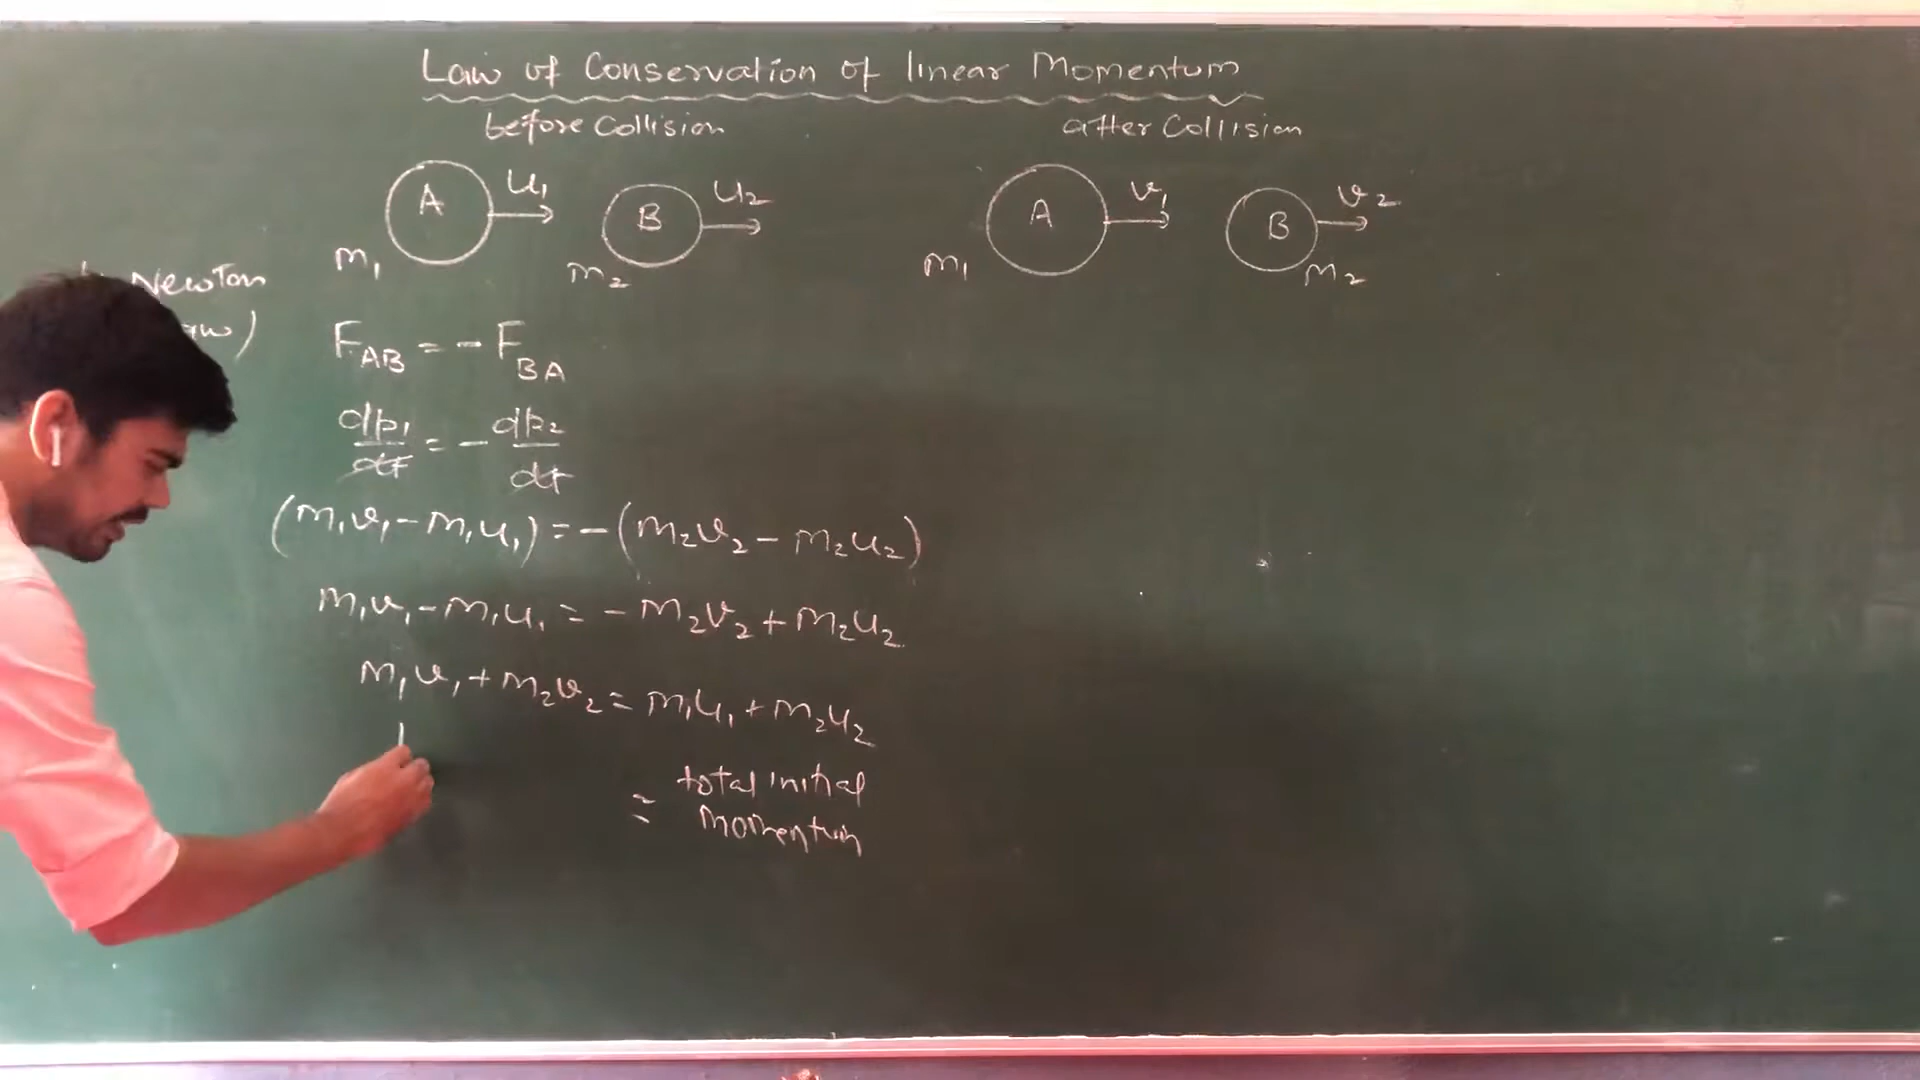 Law of Conservation of linear Momentum
before Collision
after Collision
A U₁ B U₂
m₁ m₂
A v₁ B v₂
m₁ m₂
Newton
F_AB = - F_BA
dp₁/dt = - dp₂/dt
(m₁v₁ - m₁u₁) = - (m₂v₂ - m₂u₂)
m₁v₁ - m₁u₁ = - m₂v₂ + m₂u₂
m₁v₁ + m₂v₂ = m₁u₁ + m₂u₂
= total initial
momentum